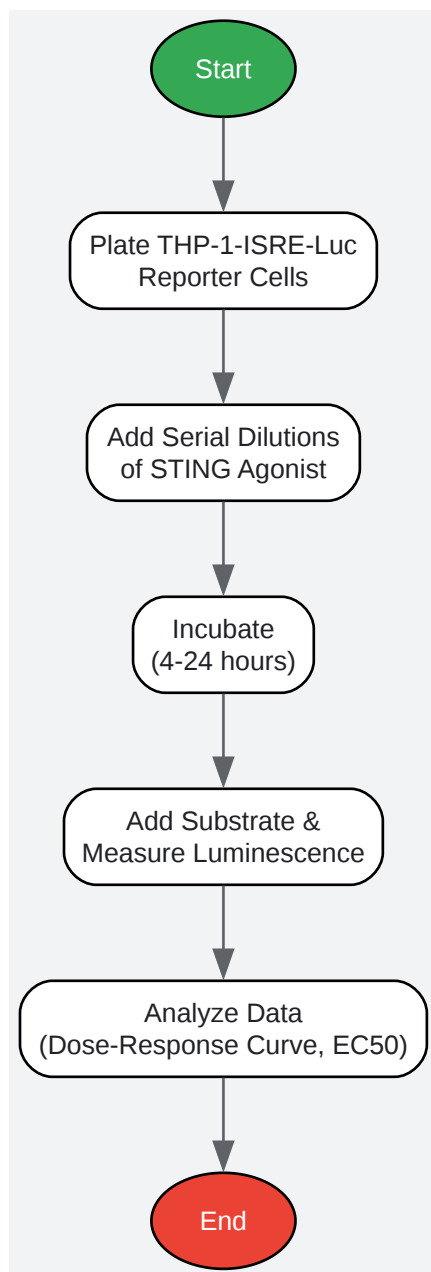 Start
Plate THP-1-ISRE-Luc
Reporter Cells
Add Serial Dilutions
of STING Agonist
Incubate
(4-24 hours)
Add Substrate &
Measure Luminescence
Analyze Data
(Dose-Response Curve, EC50)
End